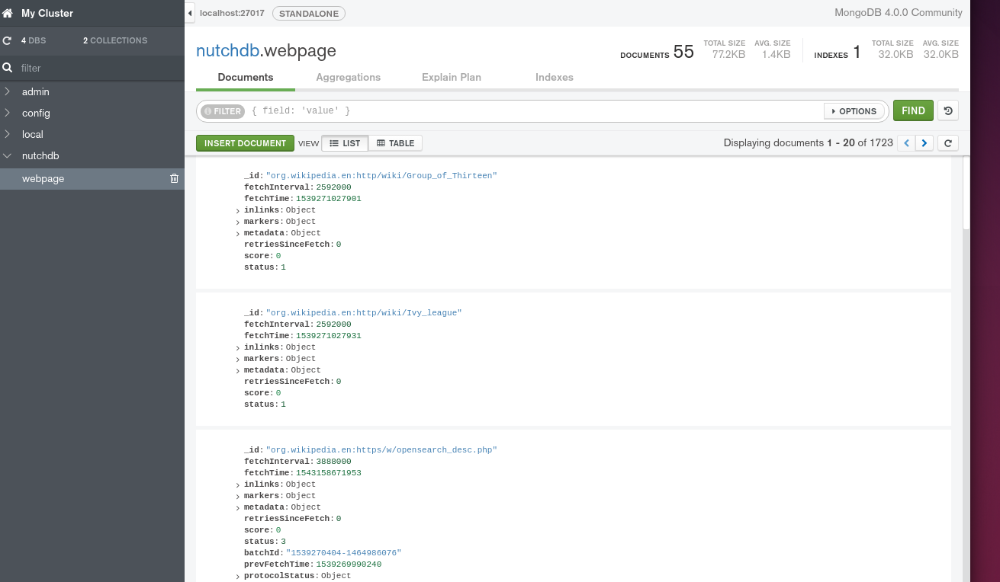 My Cluster
localhost:27017 STANDALONE MongoDB 4.0.0 Community
4 DBS 2 COLLECTIONS
filter
admin
config
local
nutchdb
webpage
nutchdb.webpage
DOCUMENTS 55 TOTAL SIZE 77.2KB AVG. SIZE 1.4KB INDEXES 1 TOTAL SIZE 32.0KB AVG. SIZE 32.0KB
Documents Aggregations Explain Plan Indexes
FILTER { field: 'value' } OPTIONS FIND
INSERT DOCUMENT VIEW LIST TABLE Displaying documents 1 - 20 of 1723
_id: "org.wikipedia.en:http/wiki/Group_of_Thirteen"
fetchInterval: 2592000
fetchTime: 1539271027901
inlinks: Object
markers: Object
metadata: Object
retriesSinceFetch: 0
score: 0
status: 1
_id: "org.wikipedia.en:http/wiki/Ivy_league"
fetchInterval: 2592000
fetchTime: 1539271027931
inlinks: Object
markers: Object
metadata: Object
retriesSinceFetch: 0
score: 0
status: 1
_id: "org.wikipedia.en:https/w/opensearch_desc.php"
fetchInterval: 3888000
fetchTime: 1543158671953
inlinks: Object
markers: Object
metadata: Object
retriesSinceFetch: 0
score: 0
status: 3
batchId: "1539270404-1464986076"
prevFetchTime: 1539269990240
protocolStatus: Object